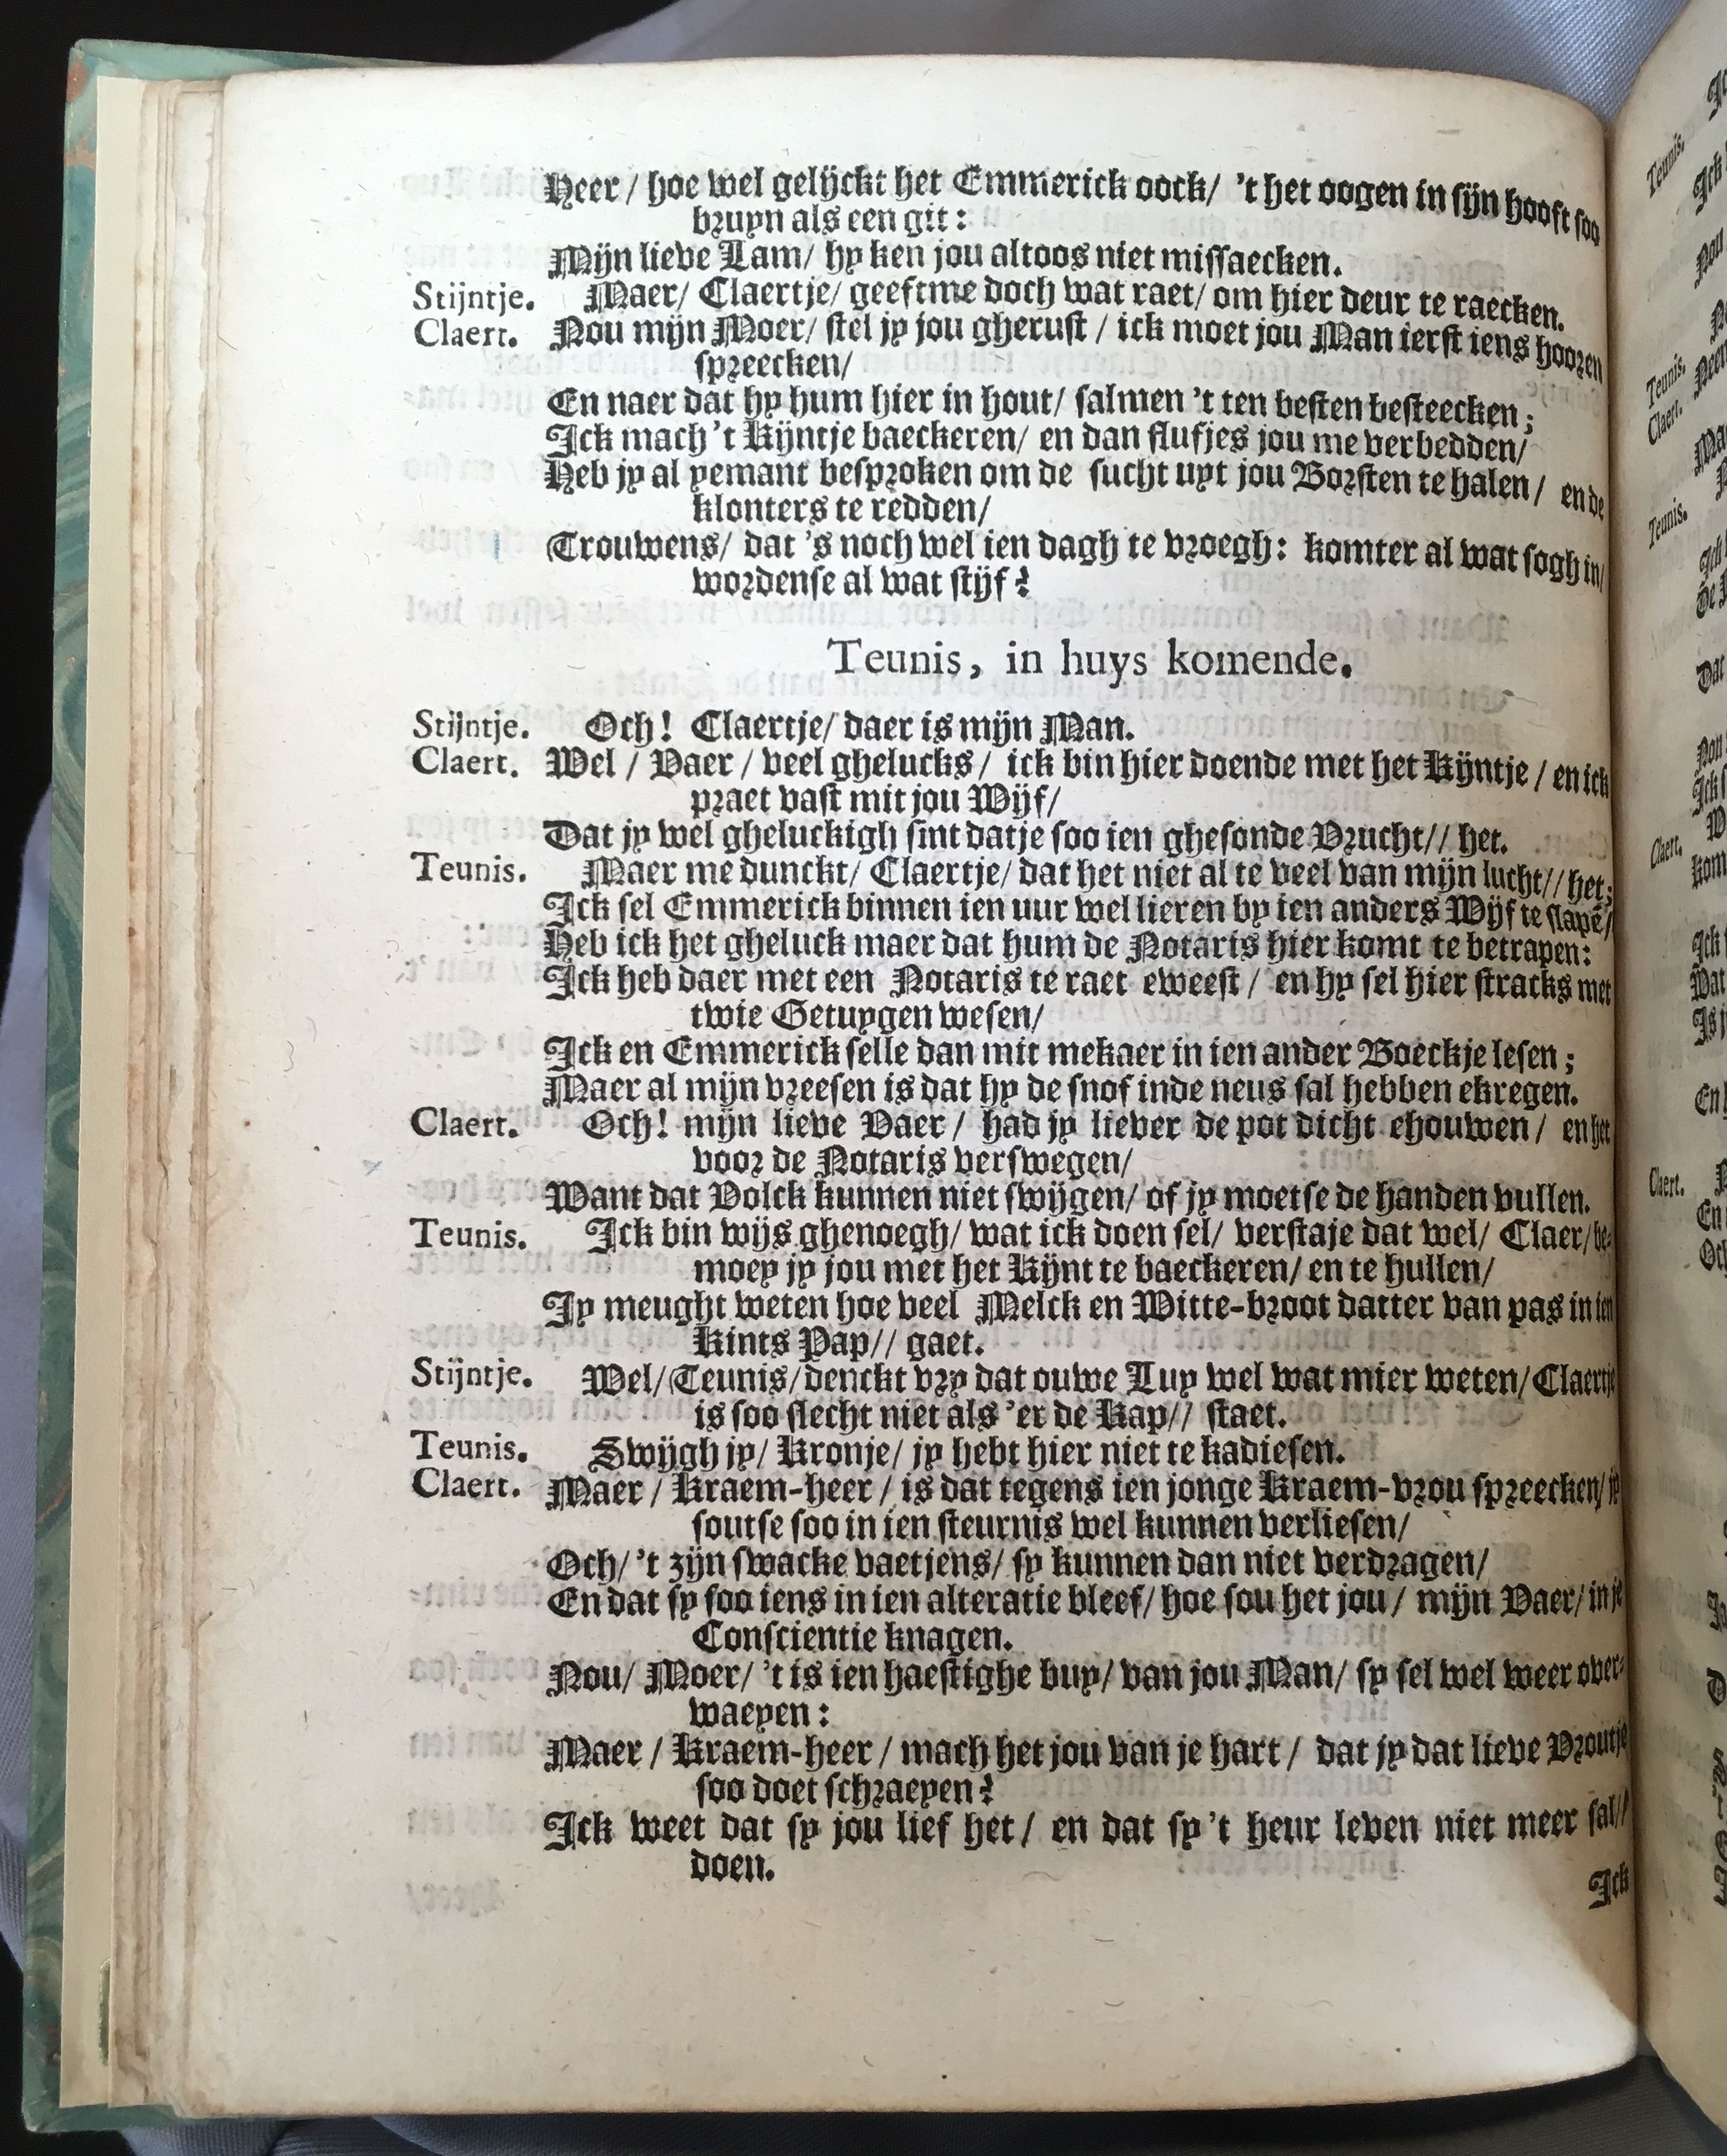 Heer / hoe wel gelijckt het Emmerick oock/ 't het oogen in sijn hooft soo
bruyn als een git:
Mijn lieve Lam/ hy ken jou altoos niet missaecken.
Stijntje. Maer/ Claertje/ geeftme doch wat raet/ om hier deur te raecken.
Claert. Nou mijn Moer/ stel jy jou gherust / ick moet jou Man ierst iens hooren
spreecken/
En naer dat hy hum hier in hout/ salmen 't ten besten besteecken;
Ick mach 't Kijntje baeckeren/ en dan flusjes jou me verbedden/
Heb jy al yemant besproken om de sucht uyt jou Borsten te halen/ en de
klonters te redden/
Trouwens/ dat 's noch wel ien dagh te vroegh: komter al wat sogh in/
wordense al wat stijf?
Teunis, in huys komende.
Stijntje. Och! Claertje/ daer is mijn Man.
Claert. Wel / Vaer / veel ghelucks / ick bin hier doende met het Kijntje / en ick
praet vast mit jou Wijf/
Dat jy wel gheluckigh sint datje soo ien ghesonde Vrucht// het.
Teunis. Maer me dunckt/ Claertje/ dat het niet al te veel van mijn lucht// het;
Ick sel Emmerick binnen ien uur wel lieren by ien anders Wijf te slapē/
Heb ick het gheluck maer dat hum de Notaris hier komt te betrapen:
Ick heb daer met een Notaris te raet eweest / en hy sel hier stracks met
twie Getuygen wesen/
Ick en Emmerick selle dan mit mekaer in ien ander Boeckje lesen;
Maer al mijn vreesen is dat hy de snof inde neus sal hebben ekregen.
Claert. Och! mijn lieve Vaer / had jy liever de pot dicht ehouwen / en het
voor de Notaris verswegen/
Want dat Volck kunnen niet swijgen/ of jy moetse de handen vullen.
Teunis. Ick bin wijs ghenoegh/ wat ick doen sel/ verstaje dat wel/ Claer/ be-
moey jy jou met het Kijnt te baeckeren/ en te hullen/
Jy meught weten hoe veel Melck en Witte-broot datter van pas in ien
Kints Pap// gaet.
Stijntje. Wel/ Teunis/ denckt vry dat ouwe Luy wel wat mier weten/ Claertje
is soo slecht niet als 'er de Kap// staet.
Teunis. Swijgh jy/ Kronje/ jy hebt hier niet te kadiesen.
Claert. Maer / Kraem-heer / is dat tegens ien jonge Kraem-vrou spreecken/ je
soutse soo in ien steurnis wel kunnen verliesen/
Och/ 't zijn swacke vaetjens/ sy kunnen dan niet verdragen/
En dat sy soo iens in ien alteratie bleef/ hoe sou het jou / mijn Vaer/ in je
Conscientie knagen.
Nou/ Moer/ 't is ien haestighe buy/ van jou Man/ sy sel wel weer over-
waeyen:
Maer / Kraem-heer / mach het jou van je hart / dat jy dat lieve Vroutje
soo doet schraeyen?
Ick weet dat sy jou lief het / en dat sy 't heur leven niet meer sal//
doen.
Ick